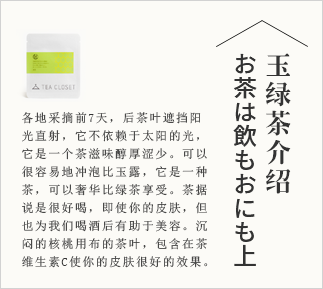 玉绿茶介绍
お茶は飲もおにも上
TEA CLOSET
各地采摘前7天，后茶叶遮挡阳
光直射，它不依赖于太阳的光，
它是一个茶滋味醇厚涩少。可以
很容易地冲泡比玉露，它是一种
茶，可以奢华比绿茶享受。茶据
说是很好喝，即使你的皮肤，但
也为我们喝酒后有助于美容。沉
闷的核桃用布的茶叶，包含在茶
维生素C使你的皮肤很好的效果。